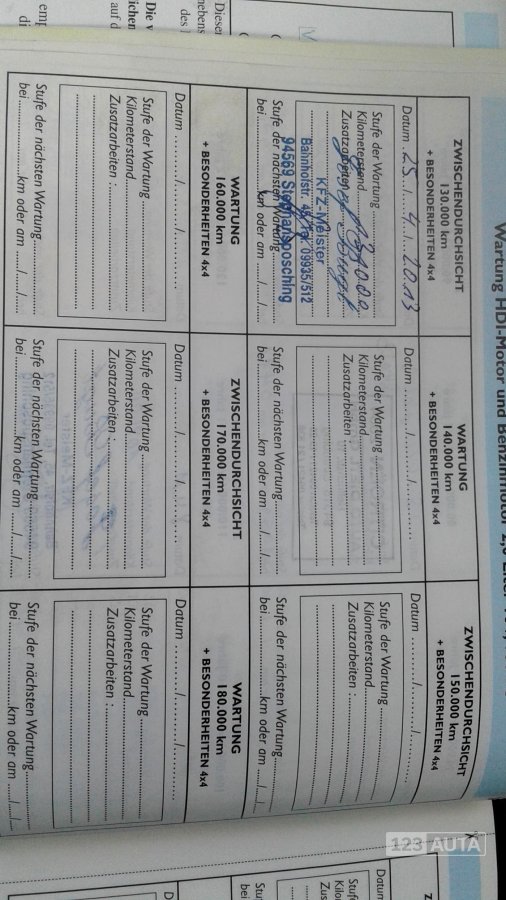 Wartung HDI-Motor und Benzinmotor 2,0 Liter
ZWISCHENDURCHSICHT
130.000 km
+ BESONDERHEITEN 4x4
Datum 25 / 4 / 2013
Stufe der Wartung
Kilometerstand
Zusatzarbeiten
KFZ-Meister
Bahnhofstr.
09935/512
94569 Stephansposching
Stufe der nächsten Wartung
bei km oder am / /
WARTUNG
140.000 km
+ BESONDERHEITEN 4x4
Datum / /
Stufe der Wartung
Kilometerstand
Zusatzarbeiten :
Stufe der nächsten Wartung
bei km oder am / /
ZWISCHENDURCHSICHT
150.000 km
+ BESONDERHEITEN 4x4
Datum / /
Stufe der Wartung
Kilometerstand
Zusatzarbeiten :
Stufe der nächsten Wartung
bei km oder am / /
WARTUNG
160.000 km
+ BESONDERHEITEN 4x4
Datum / /
Stufe der Wartung
Kilometerstand
Zusatzarbeiten :
Stufe der nächsten Wartung
bei km oder am / /
ZWISCHENDURCHSICHT
170.000 km
+ BESONDERHEITEN 4x4
Datum / /
Stufe der Wartung
Kilometerstand
Zusatzarbeiten :
Stufe der nächsten Wartung
bei km oder am / /
WARTUNG
180.000 km
+ BESONDERHEITEN 4x4
Datum / /
Stufe der Wartung
Kilometerstand
Zusatzarbeiten :
Stufe der nächsten Wartung
bei km oder am / /
123 AUTA